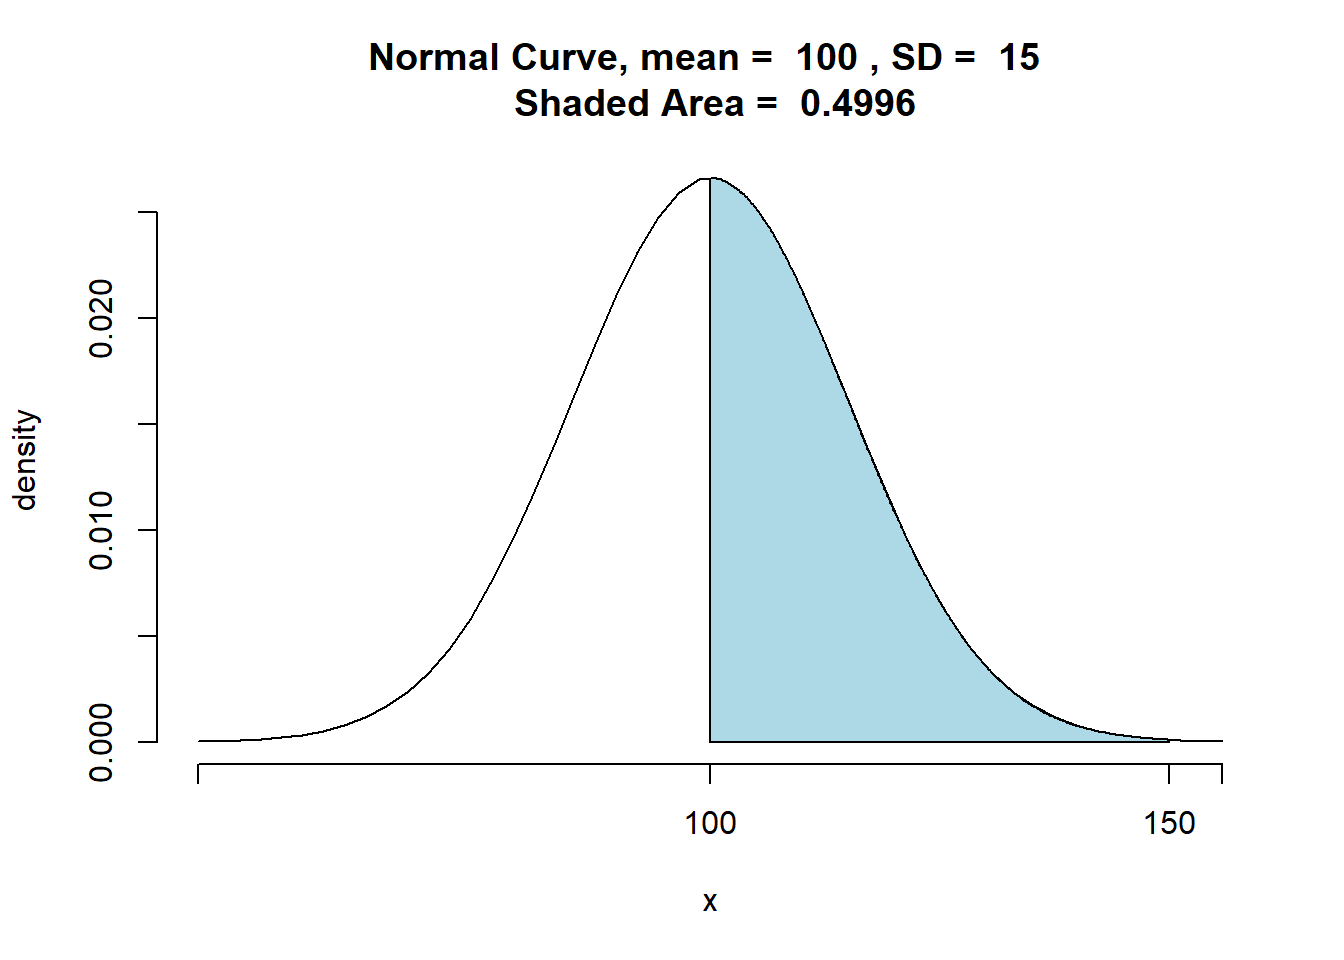 Normal Curve, mean =  100 , SD =  15
Shaded Area =  0.4996
density
0.020
0.010
0.000
100
150
x